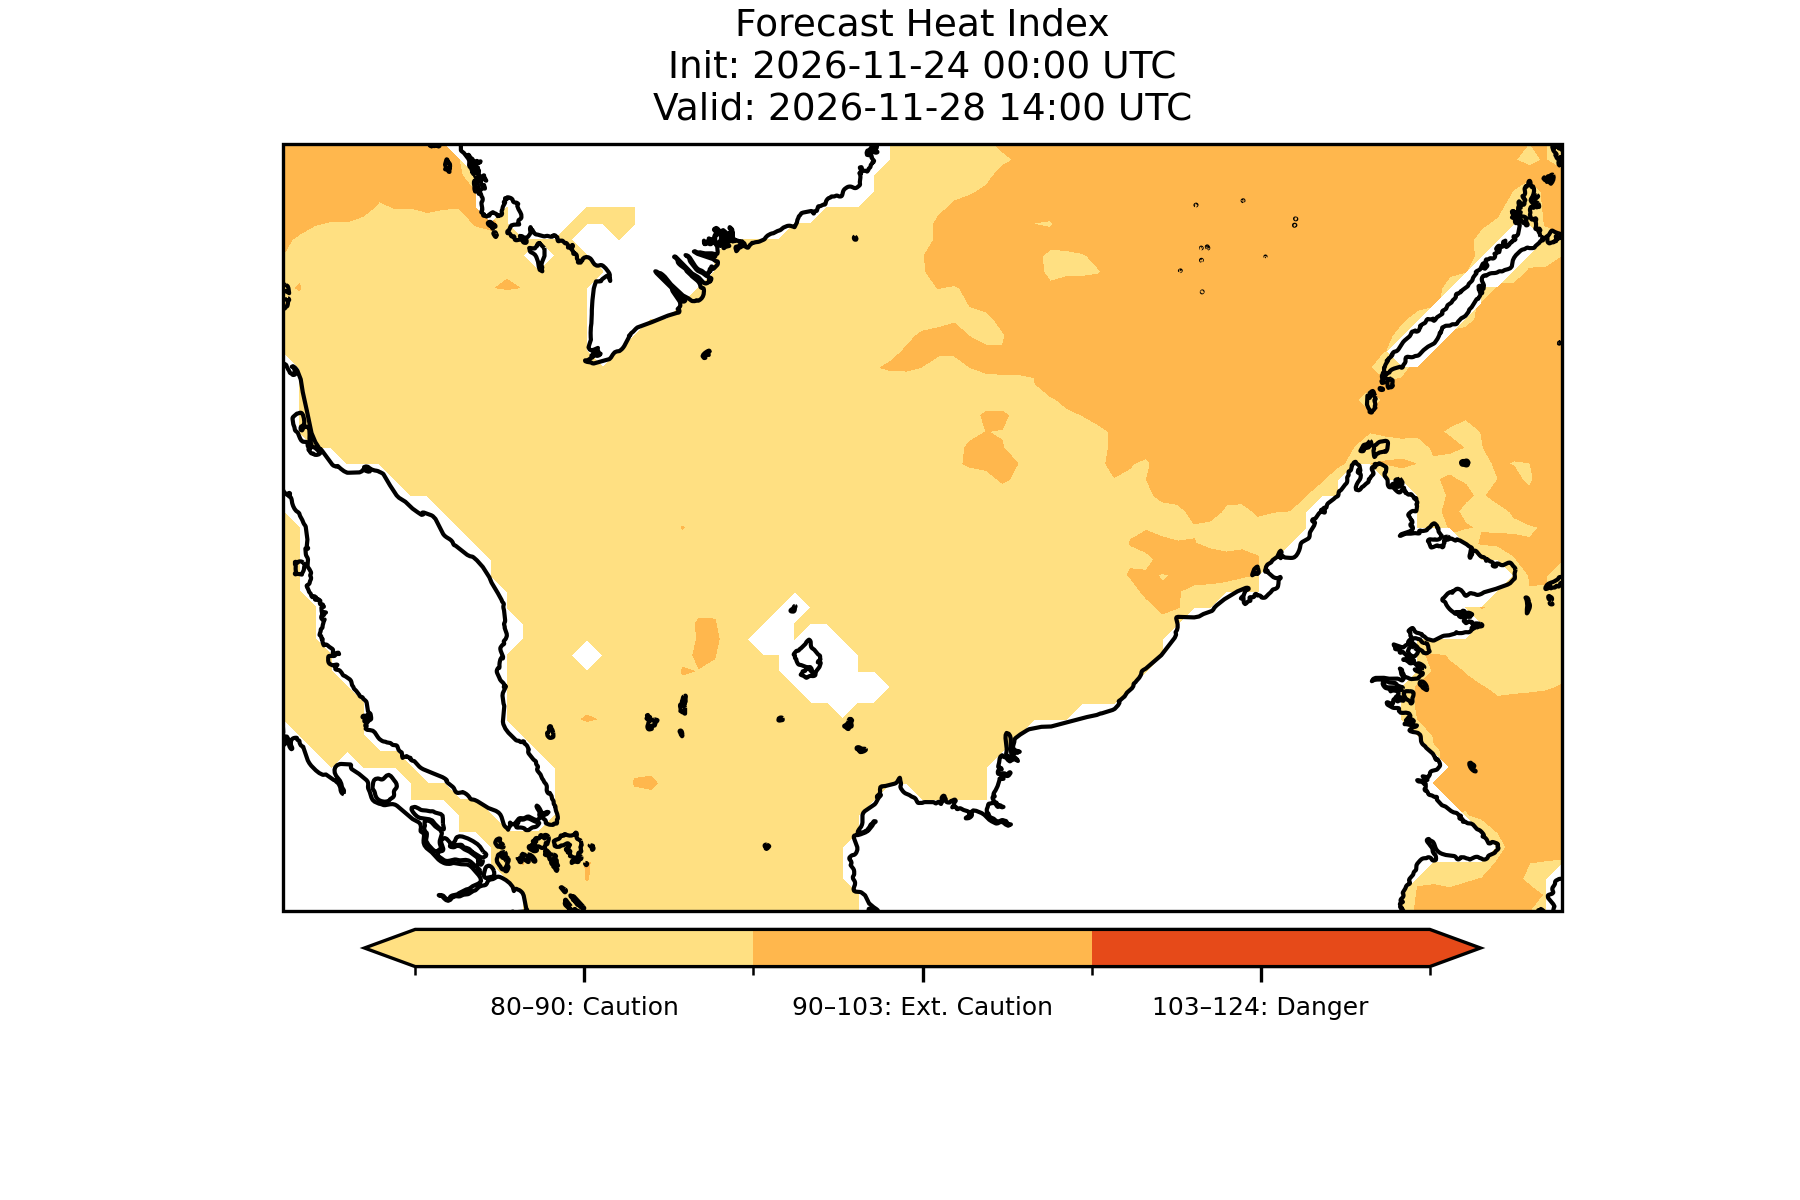 Forecast Heat Index
Init: 2026-11-24 00:00 UTC
Valid: 2026-11-28 14:00 UTC
80–90: Caution
90–103: Ext. Caution
103–124: Danger